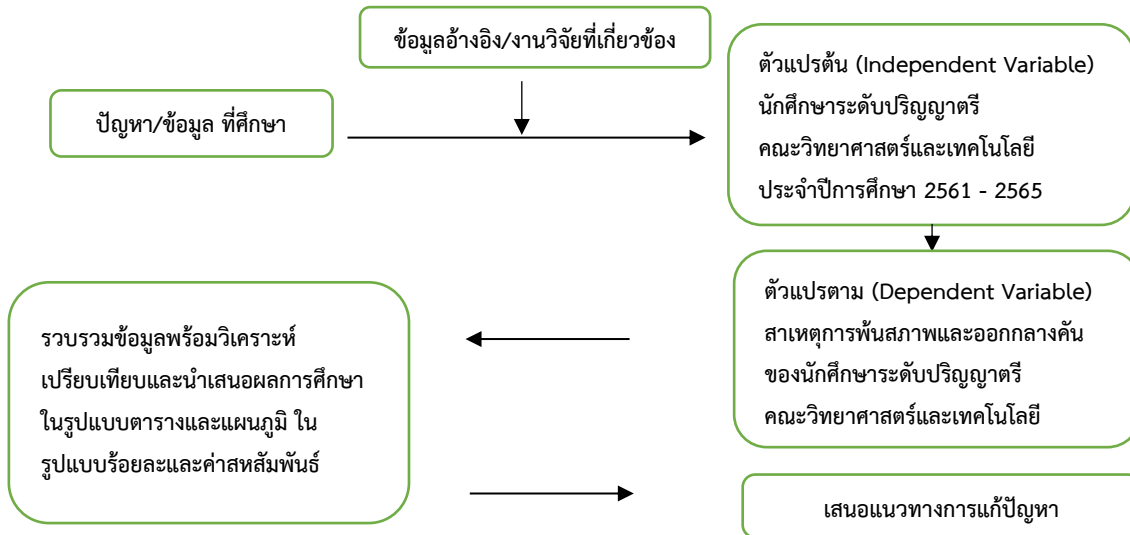 ข้อมูลอ้างอิง/งานวิจัยที่เกี่ยวข้อง
ปัญหา/ข้อมูล ที่ศึกษา
ตัวแปรต้น (Independent Variable)
นักศึกษาระดับปริญญาตรี
คณะวิทยาศาสตร์และเทคโนโลยี
ประจำปีการศึกษา 2561 - 2565
ตัวแปรตาม (Dependent Variable)
สาเหตุการพ้นสภาพและออกกลางคัน
ของนักศึกษาระดับปริญญาตรี
คณะวิทยาศาสตร์และเทคโนโลยี
รวบรวมข้อมูลพร้อมวิเคราะห์
เปรียบเทียบและนำเสนอผลการศึกษา
ในรูปแบบตารางและแผนภูมิ ใน
รูปแบบร้อยละและค่าสหสัมพันธ์
เสนอแนวทางการแก้ปัญหา